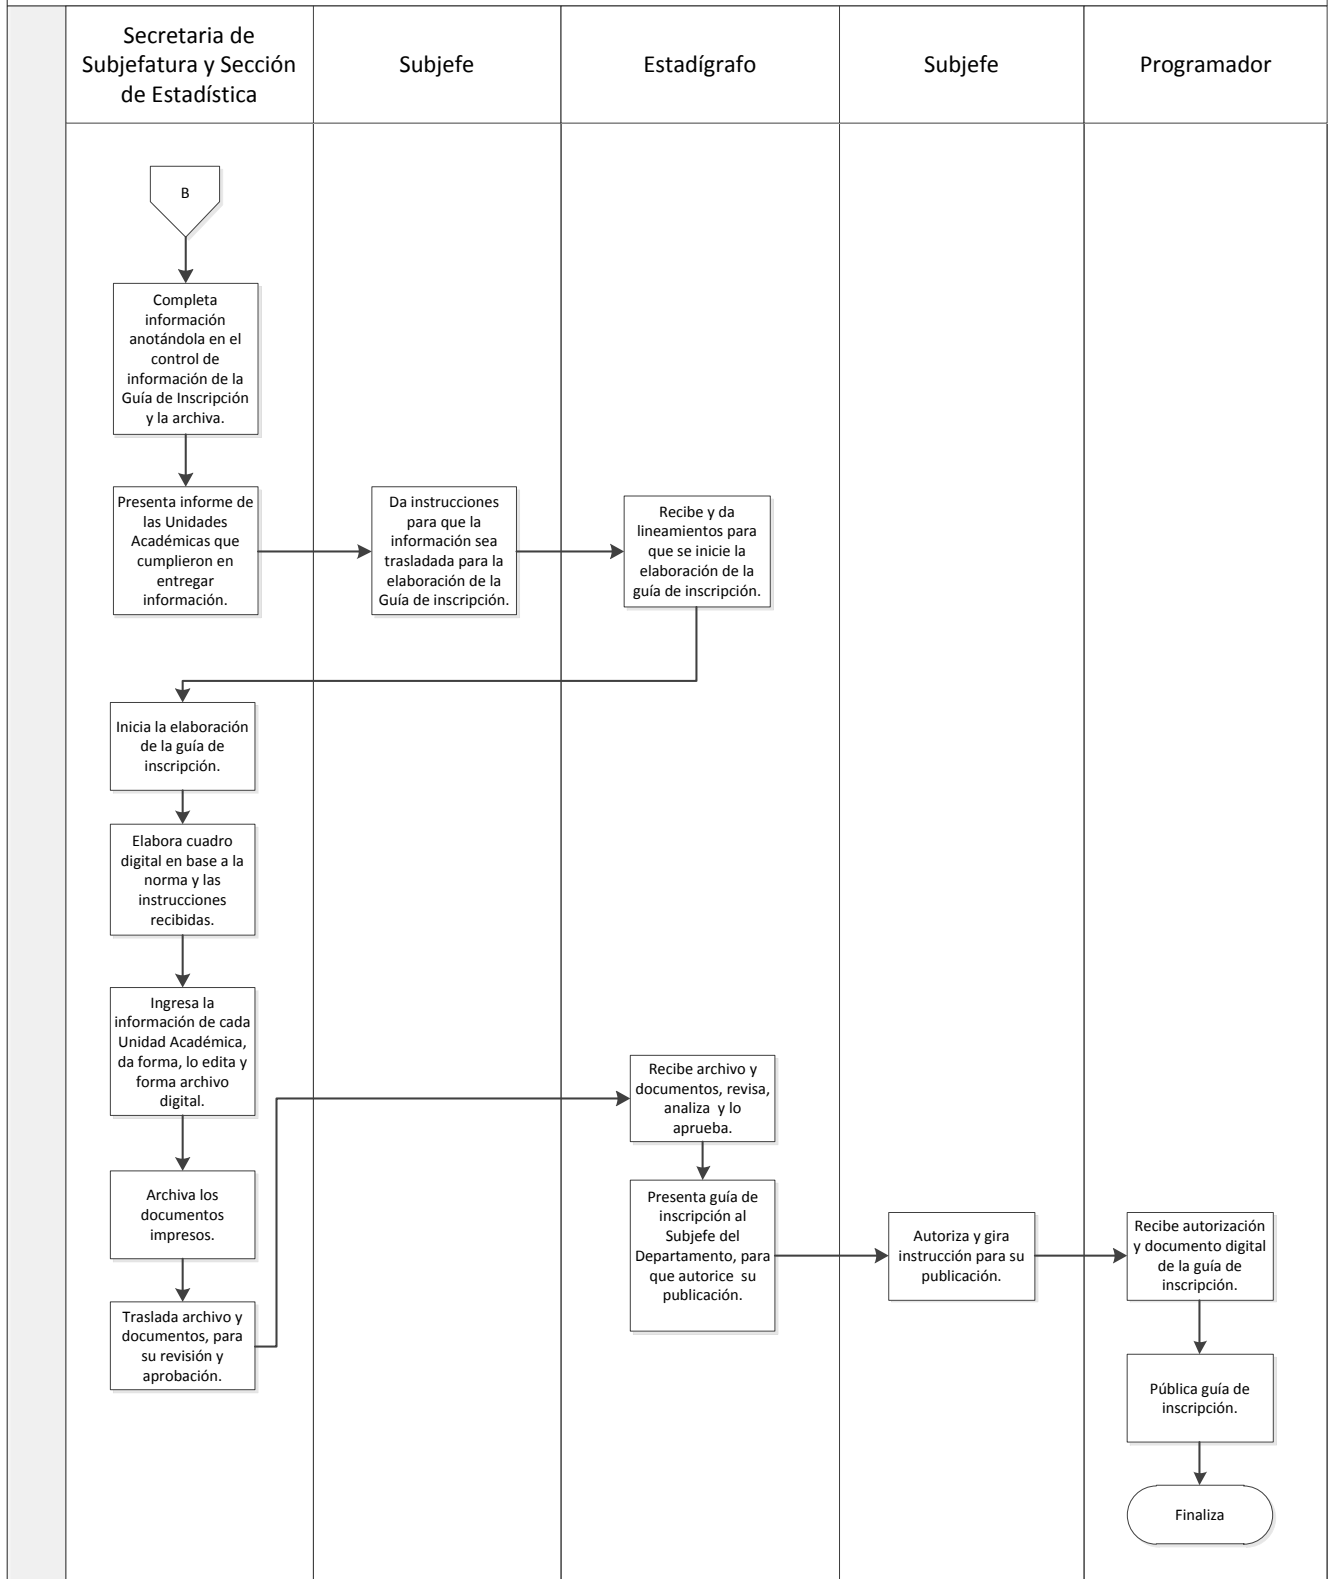 Secretaria de
Subjefatura y Sección
de Estadística
Subjefe
Estadígrafo
Subjefe
Programador
B
Completa
información
anotándola en el
control de
información de la
Guía de Inscripción
y la archiva.
Presenta informe de
las Unidades
Académicas que
cumplieron en
entregar
información.
Da instrucciones
para que la
información sea
trasladada para la
elaboración de la
Guía de inscripción.
Recibe y da
lineamientos para
que se inicie la
elaboración de la
guía de inscripción.
Inicia la elaboración
de la guía de
inscripción.
Elabora cuadro
digital en base a la
norma y las
instrucciones
recibidas.
Ingresa la
información de cada
Unidad Académica,
da forma, lo edita y
forma archivo
digital.
Archiva los
documentos
impresos.
Traslada archivo y
documentos, para
su revisión y
aprobación.
Recibe archivo y
documentos, revisa,
analiza y lo
aprueba.
Presenta guía de
inscripción al
Subjefe del
Departamento, para
que autorice su
publicación.
Autoriza y gira
instrucción para su
publicación.
Recibe autorización
y documento digital
de la guía de
inscripción.
Pública guía de
inscripción.
Finaliza